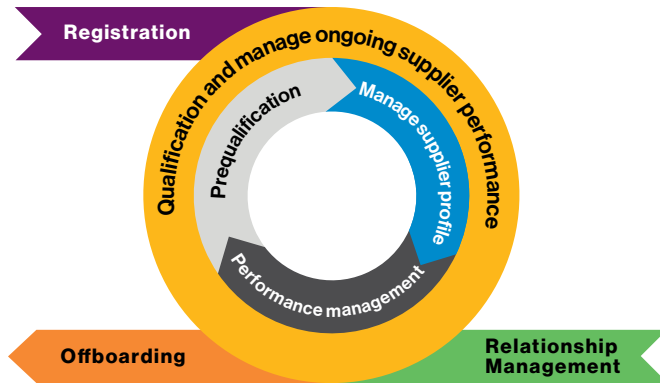 Registration
Qualification and manage ongoing supplier performance
Prequalification
Manage supplier profile
Performance management
Offboarding
Relationship
Management